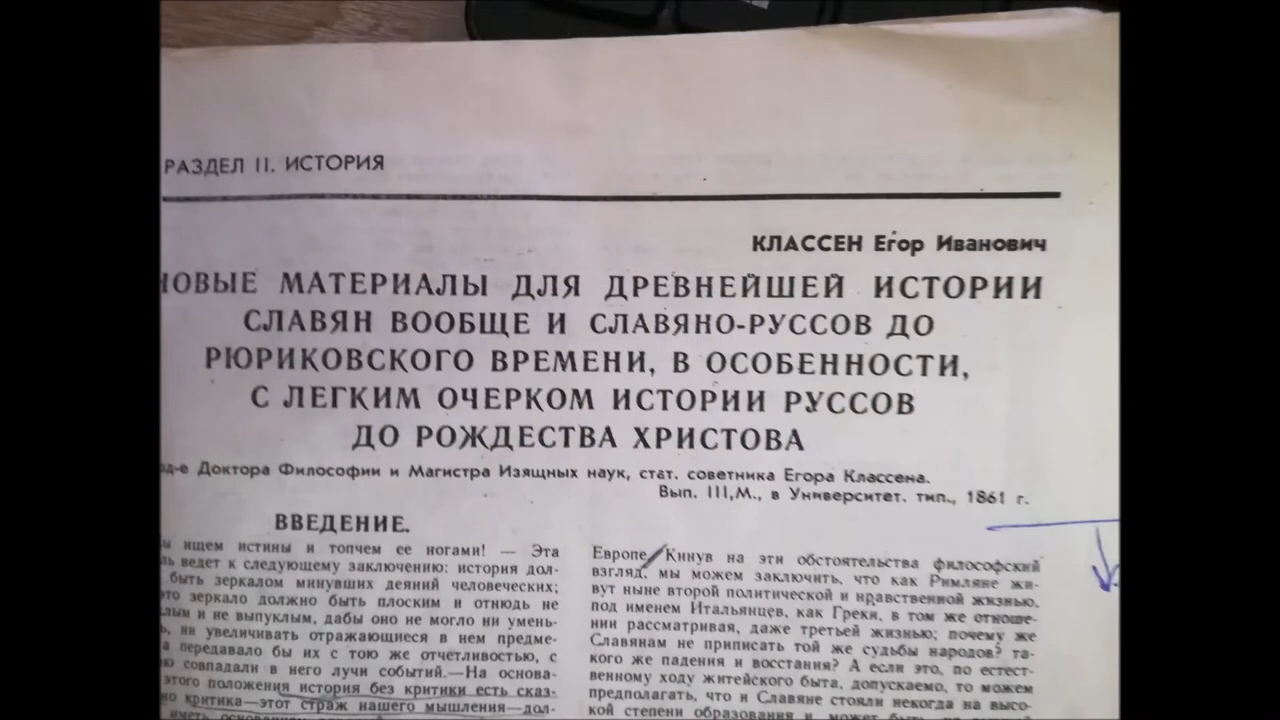 РАЗДЕЛ II. ИСТОРИЯ
КЛАССЕН Егор Иванович
НОВЫЕ МАТЕРИАЛЫ ДЛЯ ДРЕВНЕЙШЕЙ ИСТОРИИ
СЛАВЯН ВООБЩЕ И СЛАВЯНО-РУССОВ ДО
РЮРИКОВСКОГО ВРЕМЕНИ, В ОСОБЕННОСТИ,
С ЛЕГКИМ ОЧЕРКОМ ИСТОРИИ РУССОВ
ДО РОЖДЕСТВА ХРИСТОВА
Доктора Философии и Магистра Изящных наук, стат. советника Егора Классена.
Вып. III,М., в Университет. тип., 1861 г.
ВВЕДЕНИЕ.
ищем истины и топчем ее ногами! — Эта
ведет к следующему заключению: история дол-
быть зеркалом минувших деяний человеческих;
зеркало должно быть плоским и отнюдь не
и не выпуклым, дабы оно не могло ни умень-
ни увеличивать отражающиеся в нем предме-
а передавало бы их с тою же отчетливостью, с
совпадали в него лучи событий.—На основа-
этого положения история без критики есть сказ-
но критика—этот страж нашего мышления—дол-
иметь
Европе. Кинув на эти обстоятельства философский
взгляд, мы можем заключить, что как Римляне жи-
вут ныне второй политической и нравственной жизнью,
под именем Итальянцев, как Греки, в том же отноше-
нии рассматривая, даже третьей жизнью; почему же
Славянам не приписать той же судьбы народов? та-
кого же падения и восстания? А если это, по естест-
венному ходу житейского быта, допускаемо, то можем
предполагать, что и Славяне стояли некогда на высо-
кой степени образования и, может быть,